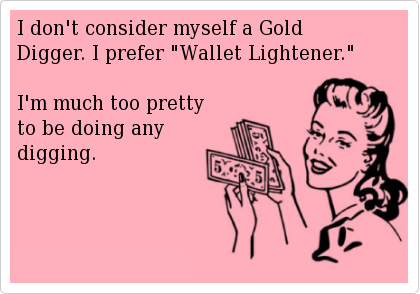 I don't consider myself a Gold
Digger. I prefer "Wallet Lightener."
I'm much too pretty
to be doing any
digging.